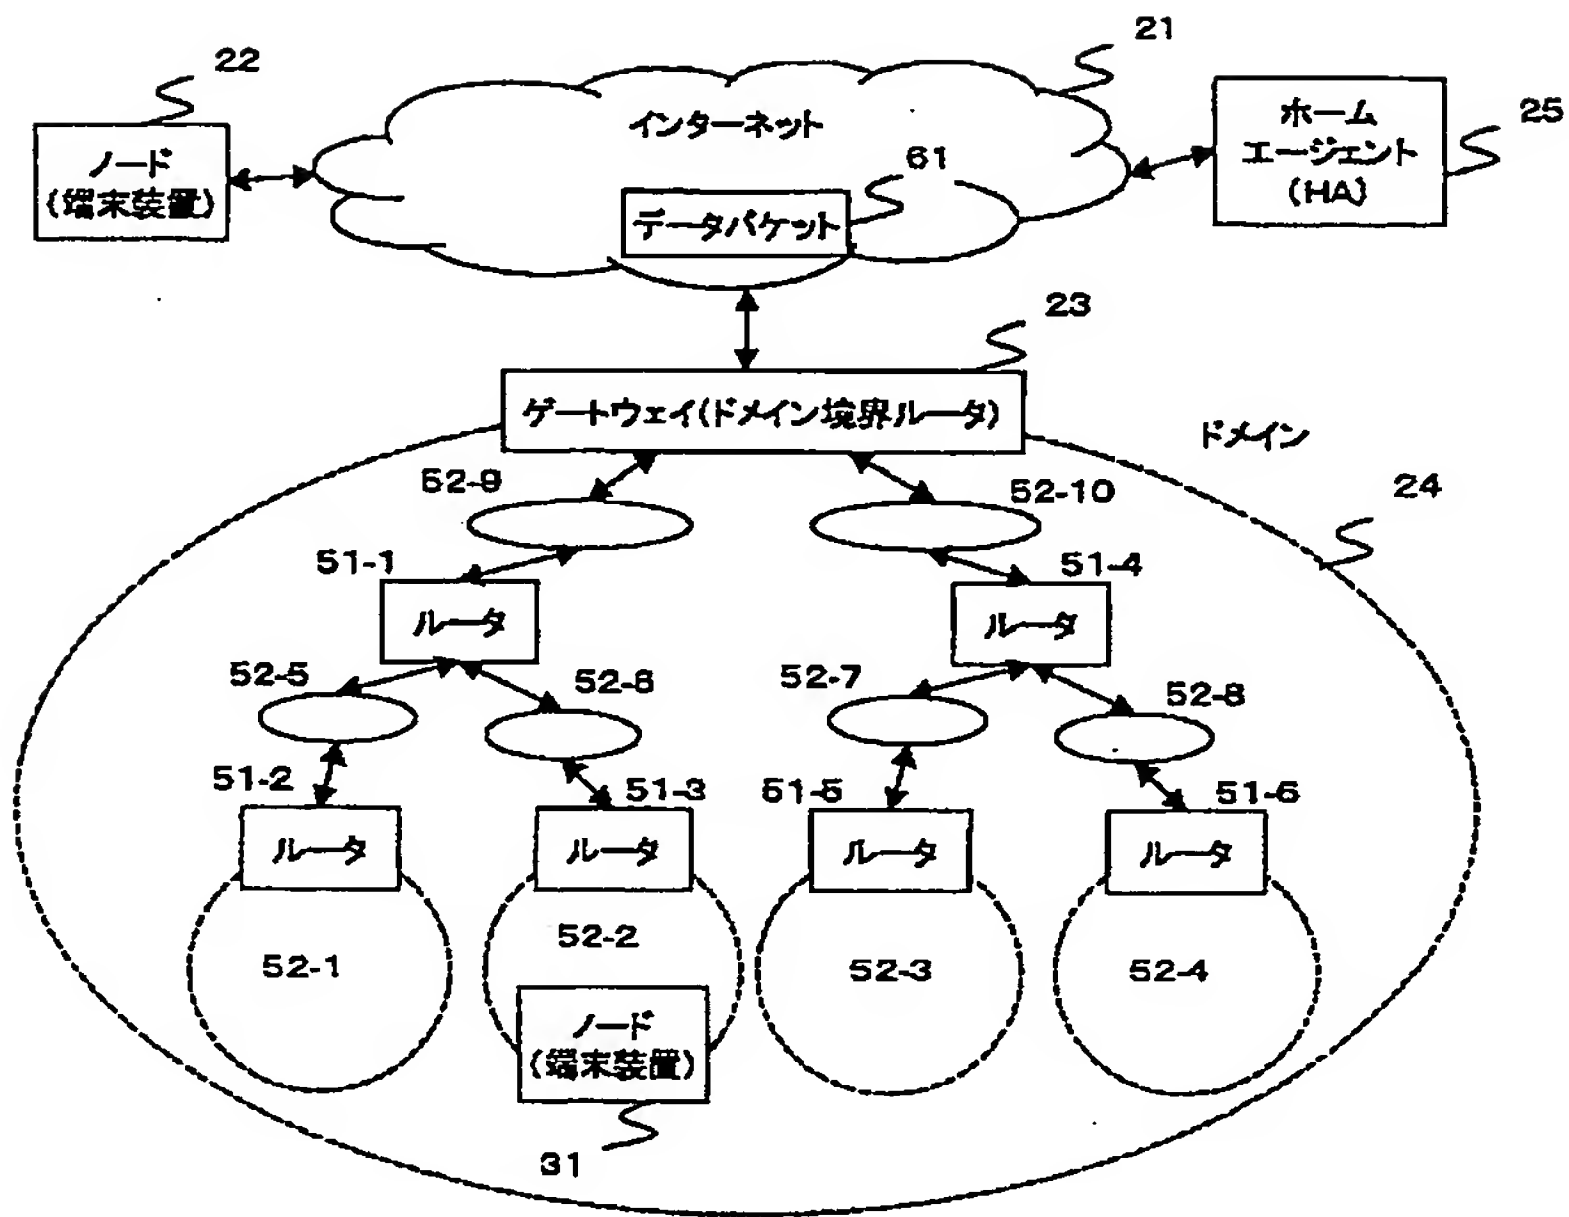 21
22
インターネット
ホーム
エージェント
(HA)
25
ノード
(端末装置)
61
データパケット
23
ゲートウェイ(ドメイン境界ルータ)
ドメイン
24
52-9
52-10
51-1
51-4
ルータ
ルータ
52-5
52-6
52-7
52-8
51-2
51-3
51-5
51-6
ルータ
ルータ
ルータ
ルータ
52-1
52-2
52-3
52-4
ノード
(端末装置)
31